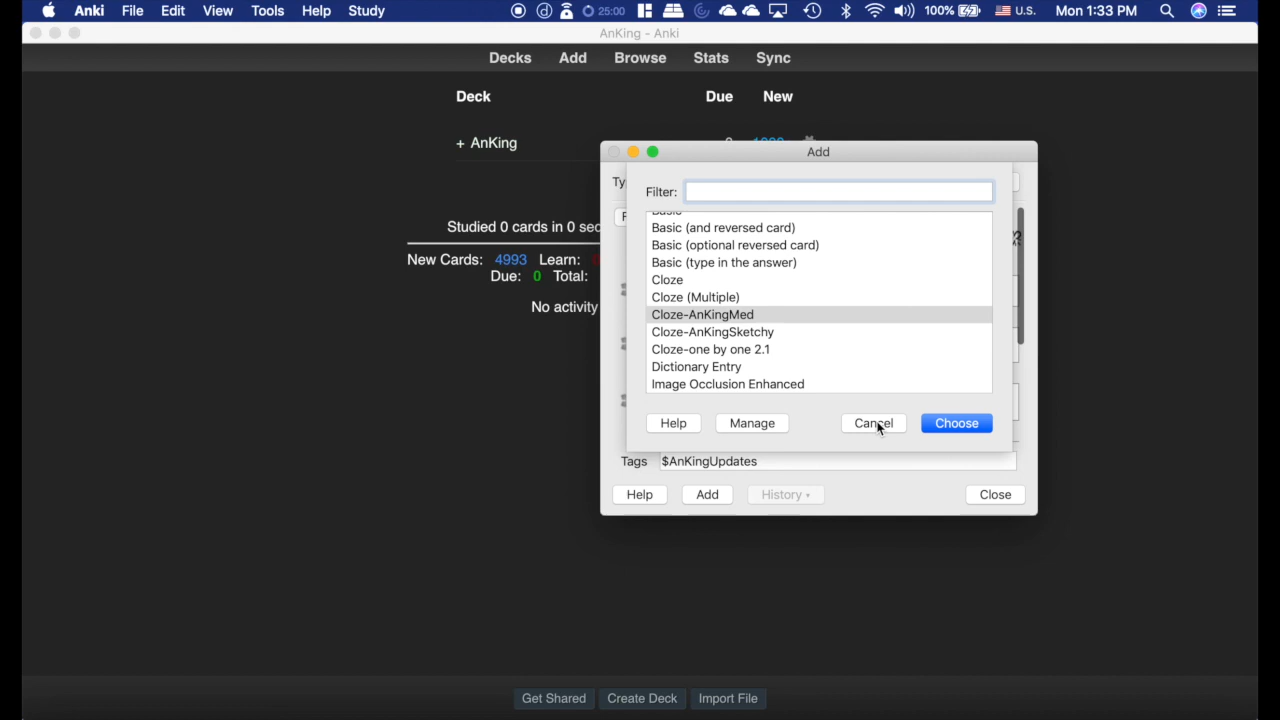 Anki File Edit View Tools Help Study 25:00 100% U.S. Mon 1:33 PM
AnKing - Anki
Decks Add Browse Stats Sync
Deck Due New
+ AnKing
Add
Filter:
Basic
Basic (and reversed card)
Basic (optional reversed card)
Basic (type in the answer)
Cloze
Cloze (Multiple)
Cloze-AnKingMed
Cloze-AnKingSketchy
Cloze-one by one 2.1
Dictionary Entry
Image Occlusion Enhanced
Help Manage Cancel Choose
Studied 0 cards in 0 sec
New Cards: 4993 Learn:
Due: 0 Total:
No activity
Tags $AnKingUpdates
Help Add History Close
Get Shared Create Deck Import File